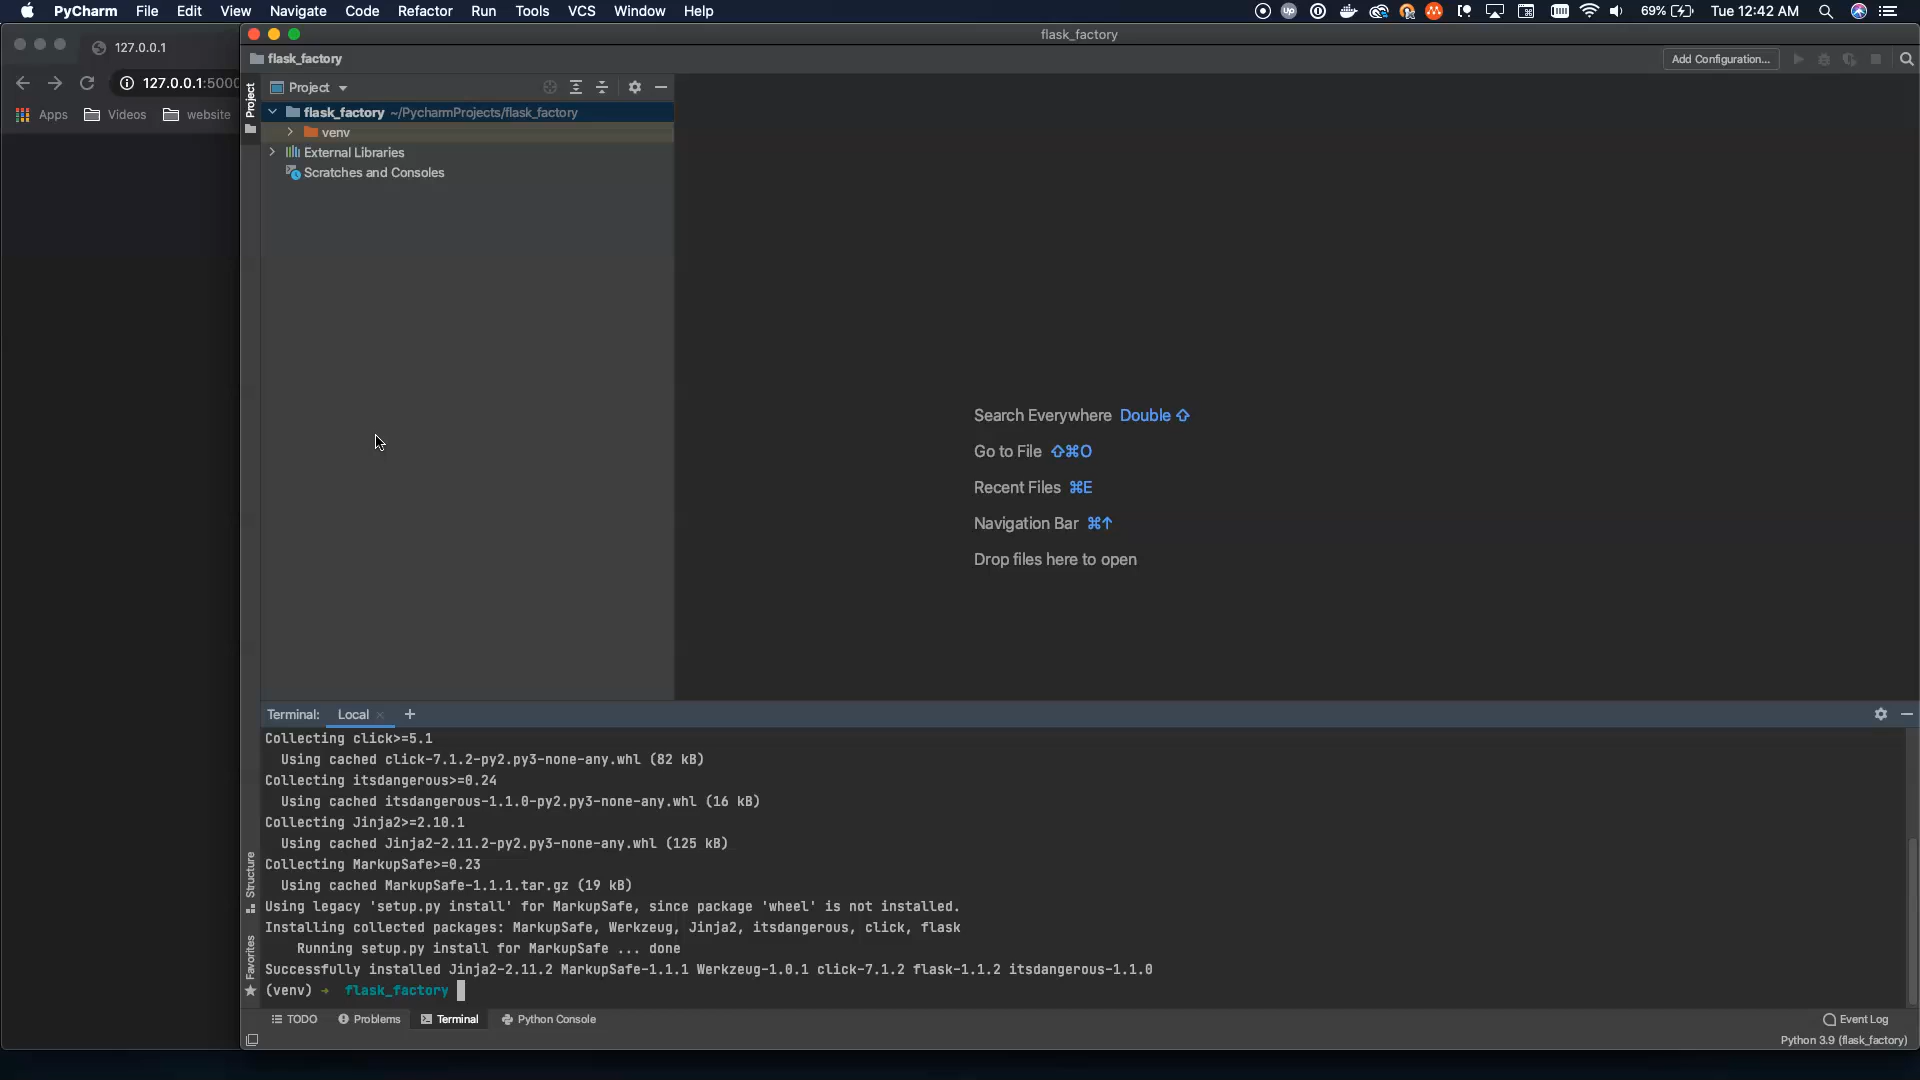 PyCharm File Edit View Navigate Code Refactor Run Tools VCS Window Help
69% Tue 12:42 AM
127.0.0.1
127.0.0.1:5000
Apps Videos website
flask_factory
flask_factory
Add Configuration...
Project
Project
flask_factory ~/PycharmProjects/flask_factory
venv
External Libraries
Scratches and Consoles
Search Everywhere Double ⇧
Go to File ⇧⌘O
Recent Files ⌘E
Navigation Bar ⌘↑
Drop files here to open
Structure
Favorites
Terminal: Local × +
Collecting click>=5.1
Using cached click-7.1.2-py2.py3-none-any.whl (82 kB)
Collecting itsdangerous>=0.24
Using cached itsdangerous-1.1.0-py2.py3-none-any.whl (16 kB)
Collecting Jinja2>=2.10.1
Using cached Jinja2-2.11.2-py2.py3-none-any.whl (125 kB)
Collecting MarkupSafe>=0.23
Using cached MarkupSafe-1.1.1.tar.gz (19 kB)
Using legacy 'setup.py install' for MarkupSafe, since package 'wheel' is not installed.
Installing collected packages: MarkupSafe, Werkzeug, Jinja2, itsdangerous, click, flask
Running setup.py install for MarkupSafe ... done
Successfully installed Jinja2-2.11.2 MarkupSafe-1.1.1 Werkzeug-1.0.1 click-7.1.2 flask-1.1.2 itsdangerous-1.1.0
(venv) → flask_factory
TODO Problems Terminal Python Console
Event Log
Python 3.9 (flask_factory)